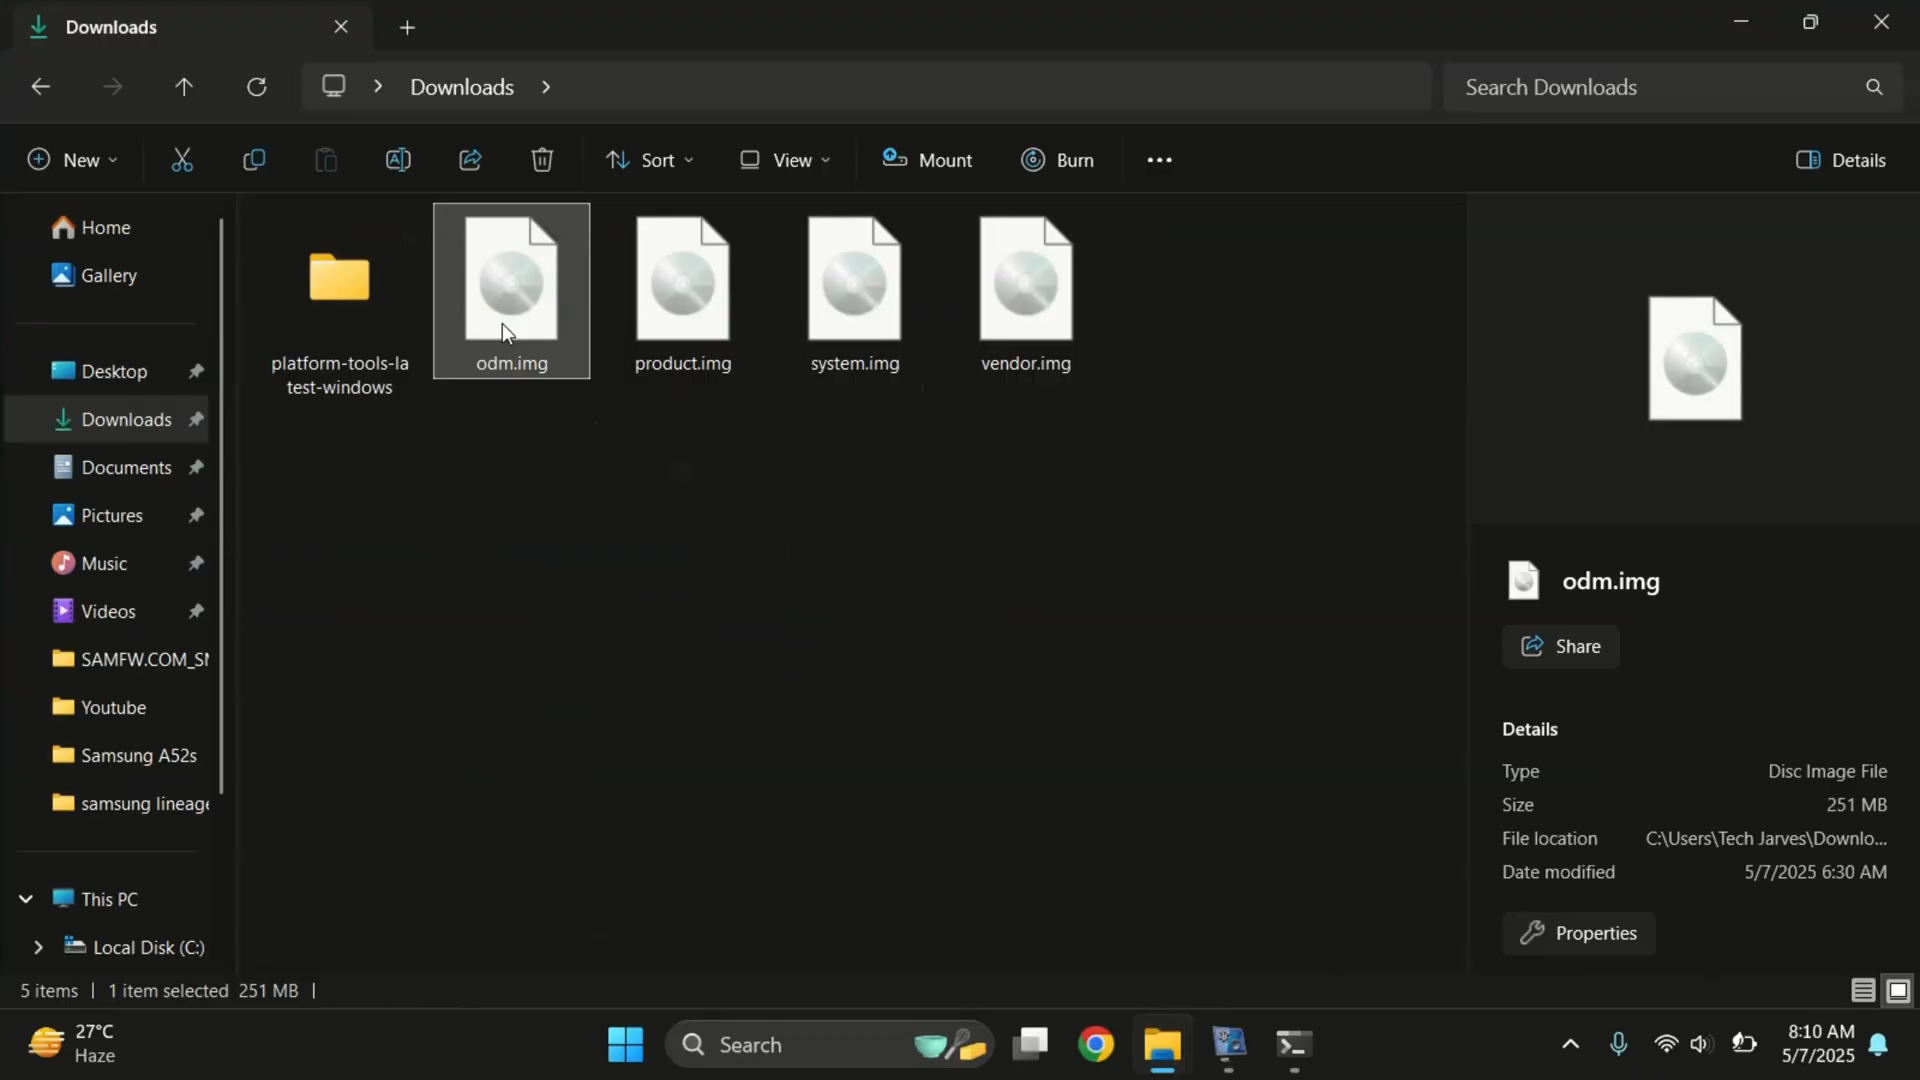 Downloads
Downloads
Search Downloads
New
Sort
View
Mount
Burn
Details
Home
Gallery
Desktop
Downloads
Documents
Pictures
Music
Videos
SAMFW.COM_S
Youtube
Samsung A52s
samsung lineage
This PC
Local Disk (C:)
platform-tools-la
test-windows
odm.img
product.img
system.img
vendor.img
odm.img
Share
Details
Type Disc Image File
Size 251 MB
File location C:\Users\Tech Jarves\Downlo...
Date modified 5/7/2025 6:30 AM
Properties
5 items | 1 item selected 251 MB |
27°C
Haze
Search
8:10 AM
5/7/2025